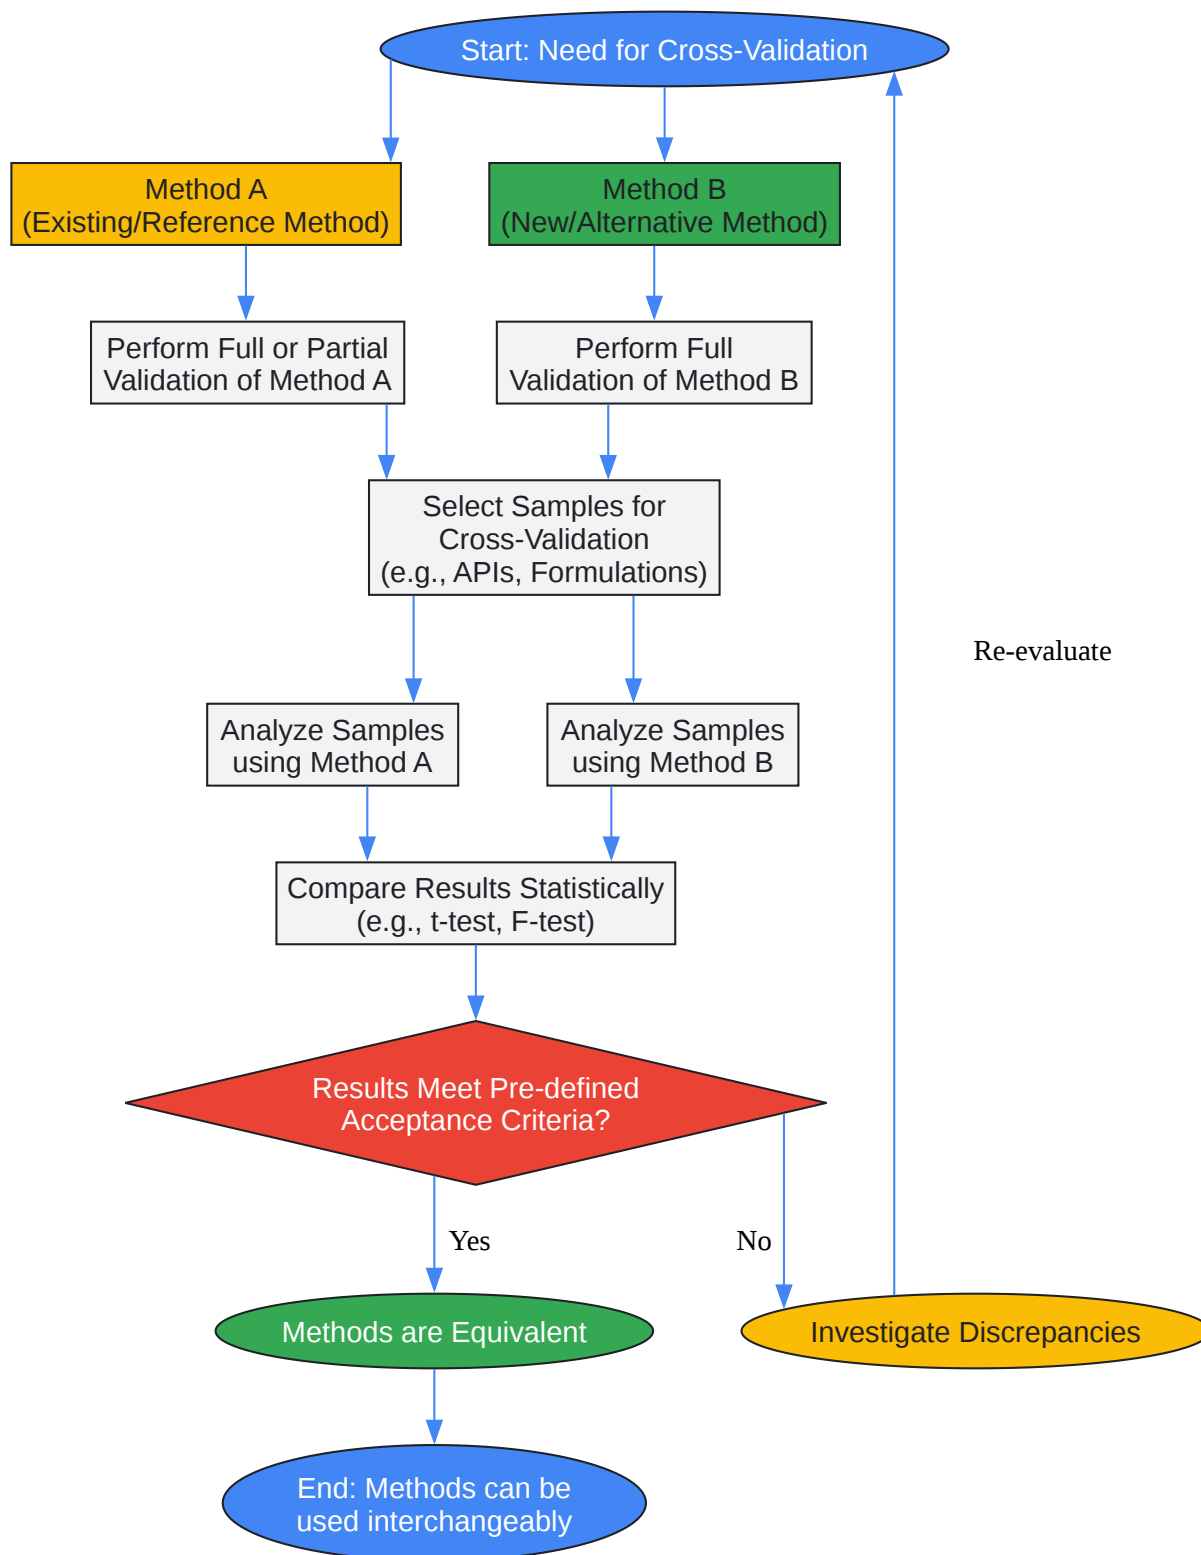 Start: Need for Cross-Validation
Method A
(Existing/Reference Method)
Method B
(New/Alternative Method)
Perform Full or Partial
Validation of Method A
Perform Full
Validation of Method B
Select Samples for
Cross-Validation
(e.g., APIs, Formulations)
Re-evaluate
Analyze Samples
using Method A
Analyze Samples
using Method B
Compare Results Statistically
(e.g., t-test, F-test)
Results Meet Pre-defined
Acceptance Criteria?
Yes
No
Methods are Equivalent
Investigate Discrepancies
End: Methods can be
used interchangeably